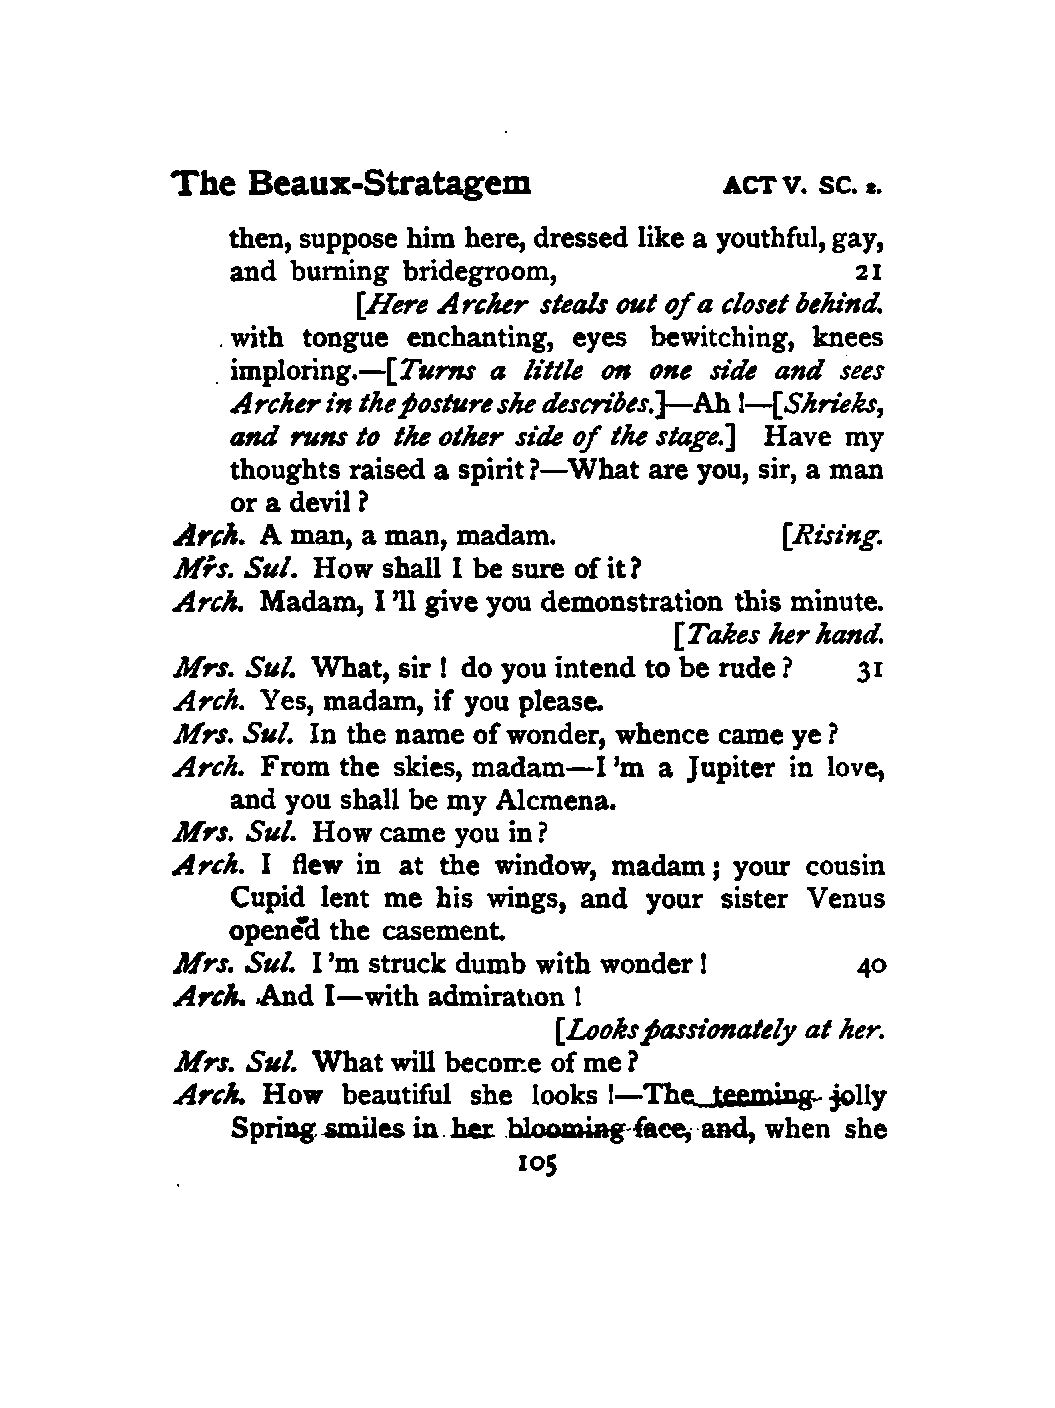 The Beaux-Stratagem ACT V. SC. 2.
then, suppose him here, dressed like a youthful, gay,
and burning bridegroom, 21
[Here Archer steals out of a closet behind.
with tongue enchanting, eyes bewitching, knees
imploring.—[Turns a little on one side and sees
Archer in the posture she describes.]—Ah !—[Shrieks,
and runs to the other side of the stage.] Have my
thoughts raised a spirit?—What are you, sir, a man
or a devil ?
Arch. A man, a man, madam. [Rising.
Mrs. Sul. How shall I be sure of it?
Arch. Madam, I 'll give you demonstration this minute.
[Takes her hand.
Mrs. Sul. What, sir ! do you intend to be rude ? 31
Arch. Yes, madam, if you please.
Mrs. Sul. In the name of wonder, whence came ye ?
Arch. From the skies, madam—I 'm a Jupiter in love,
and you shall be my Alcmena.
Mrs. Sul. How came you in ?
Arch. I flew in at the window, madam ; your cousin
Cupid lent me his wings, and your sister Venus
opened the casement.
Mrs. Sul. I 'm struck dumb with wonder ! 40
Arch. And I—with admiration !
[Looks passionately at her.
Mrs. Sul. What will become of me ?
Arch. How beautiful she looks !—The teeming jolly
Spring smiles in her blooming face, and, when she
105